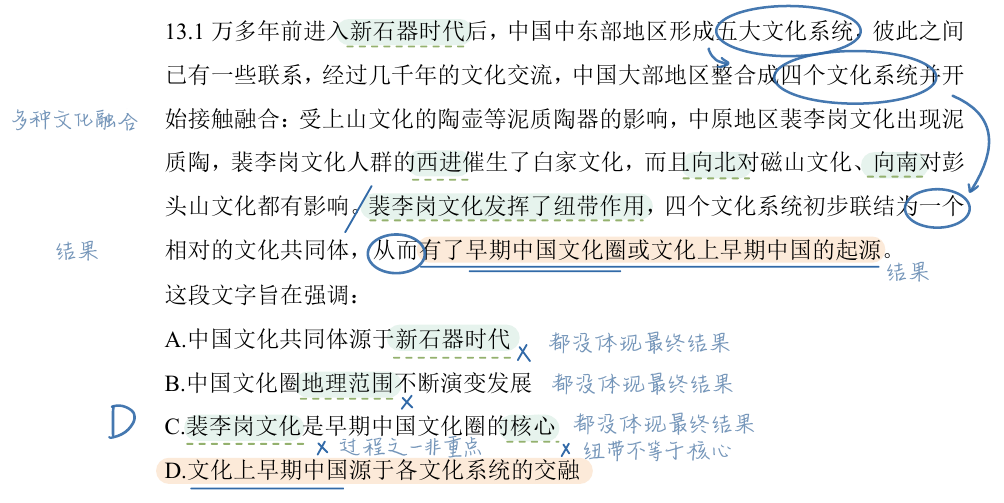 13.1 万多年前进入新石器时代后，中国中东部地区形成五大文化系统，彼此之间
已有一些联系，经过几千年的文化交流，中国大部地区整合成四个文化系统并开
多种文化融合
始接触融合：受上山文化的陶壶等泥质陶器的影响，中原地区裴李岗文化出现泥
质陶，裴李岗文化人群的西进催生了白家文化，而且向北对磁山文化、向南对彭
头山文化都有影响。裴李岗文化发挥了纽带作用，四个文化系统初步联结为一个
结果
相对的文化共同体，从而有了早期中国文化圈或文化上早期中国的起源。
结果
这段文字旨在强调：
A.中国文化共同体源于新石器时代
都没体现最终结果
B.中国文化圈地理范围不断演变发展
都没体现最终结果
D
C.裴李岗文化是早期中国文化圈的核心
都没体现最终结果
过程之一非重点
纽带不等于核心
D.文化上早期中国源于各文化系统的交融